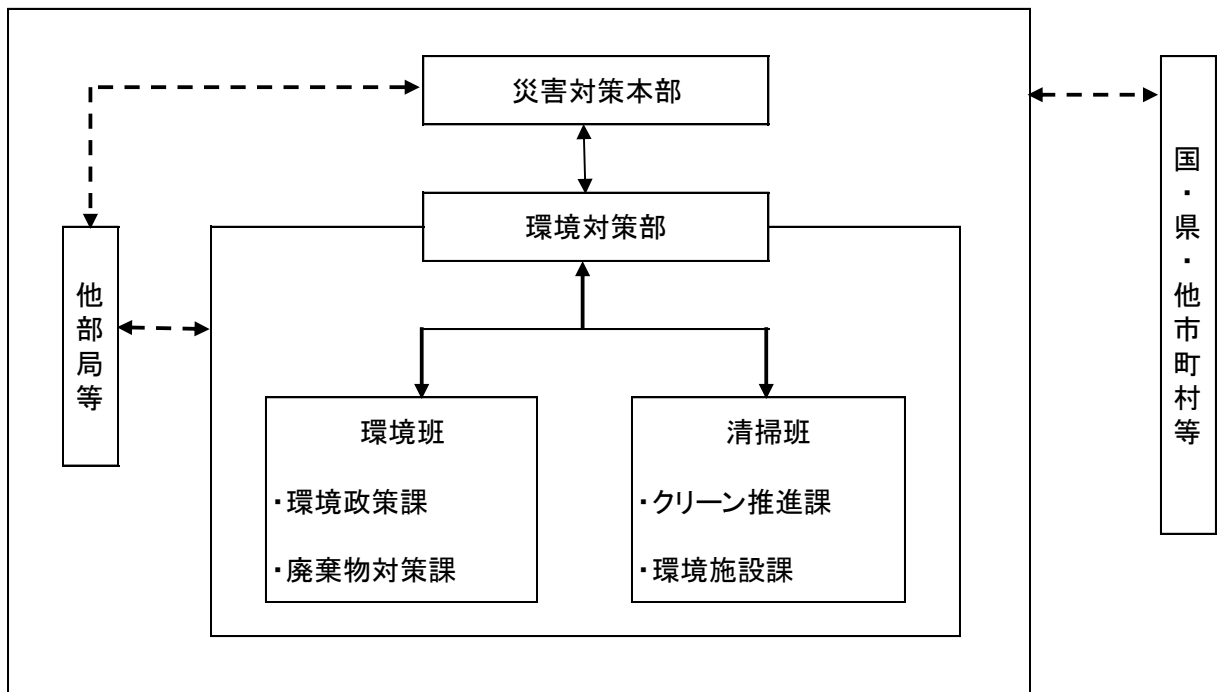 災害対策本部
環境対策部
他部局等
環境班
・環境政策課
・廃棄物対策課
清掃班
・クリーン推進課
・環境施設課
国・県・他市町村等